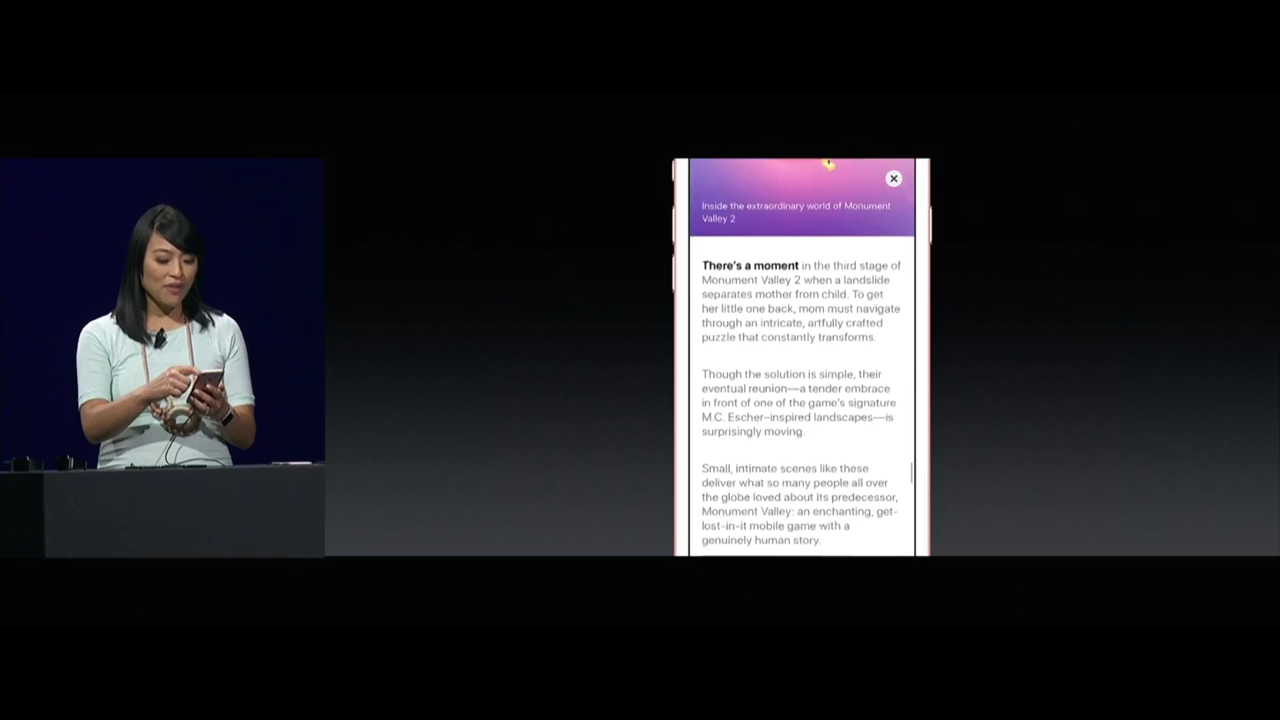 Inside the extraordinary world of Monument
Valley 2
There's a moment in the third stage of
Monument Valley 2 when a landslide
separates mother from child. To get
her little one back, mom must navigate
through an intricate, artfully crafted
puzzle that constantly transforms.
Though the solution is simple, their
eventual reunion—a tender embrace
in front of one of the game's signature
M.C. Escher–inspired landscapes—is
surprisingly moving.
Small, intimate scenes like these
deliver what so many people all over
the globe loved about its predecessor,
Monument Valley: an enchanting, get-
lost-in-it mobile game with a
genuinely human story.